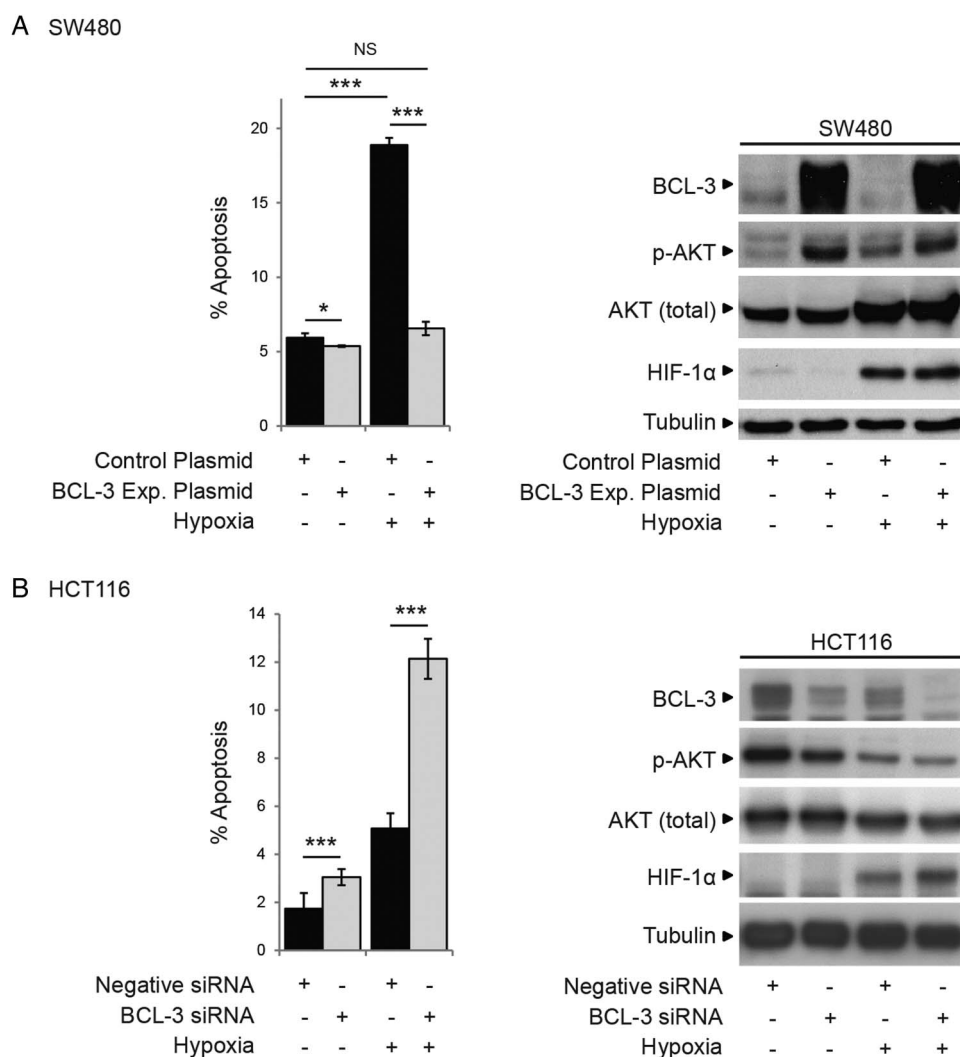 A SW480
NS
***
***
*
20
15
10
5
0
% Apoptosis
Control Plasmid + - + -
BCL-3 Exp. Plasmid - + - +
Hypoxia - - + +
SW480
BCL-3
p-AKT
AKT (total)
HIF-1α
Tubulin
Control Plasmid + - + -
BCL-3 Exp. Plasmid - + - +
Hypoxia - - + +
B HCT116
***
***
14
12
10
8
6
4
2
0
% Apoptosis
Negative siRNA + - + -
BCL-3 siRNA - + - +
Hypoxia - - + +
HCT116
BCL-3
p-AKT
AKT (total)
HIF-1α
Tubulin
Negative siRNA + - + -
BCL-3 siRNA - + - +
Hypoxia - - + +